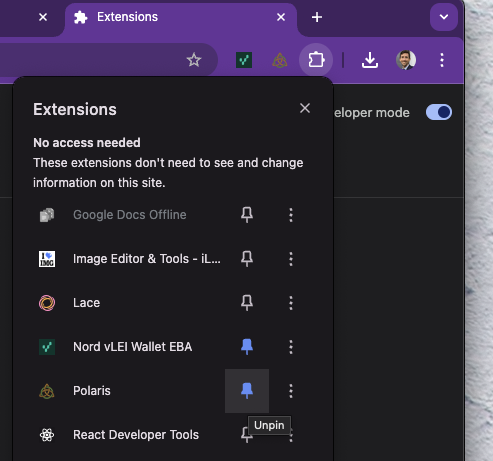 Extensions
eloper mode
Extensions
No access needed
These extensions don't need to see and change
information on this site.
Google Docs Offline
I
IMG
Image Editor & Tools - iL...
Lace
Nord vLEI Wallet EBA
Polaris
Unpin
React Developer Tools